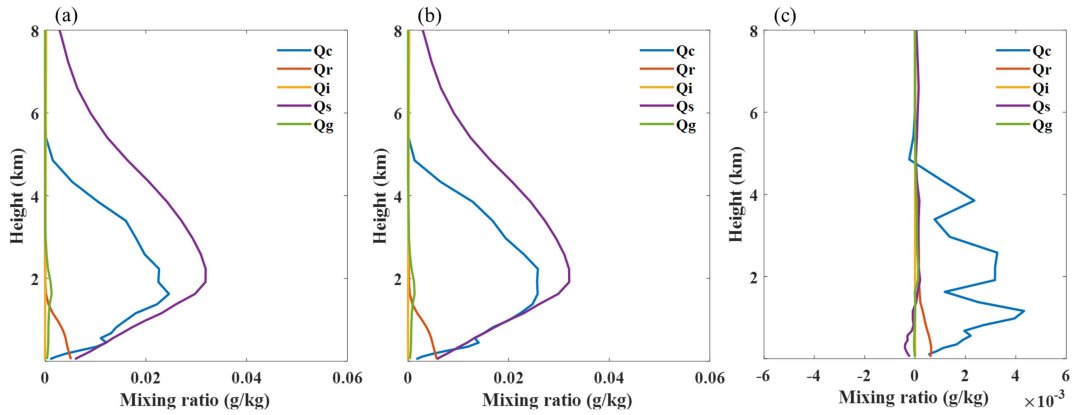 (a)
8
6
4
2
0
0.02
0.04
0.06
Height (km)
Mixing ratio (g/kg)
Qc
Qr
Qi
Qs
Qg
(b)
8
6
4
2
0
0.02
0.04
0.06
Height (km)
Mixing ratio (g/kg)
Qc
Qr
Qi
Qs
Qg
(c)
8
6
4
2
-6
-4
-2
0
2
4
6
Height (km)
Mixing ratio (g/kg)
×10⁻³
Qc
Qr
Qi
Qs
Qg